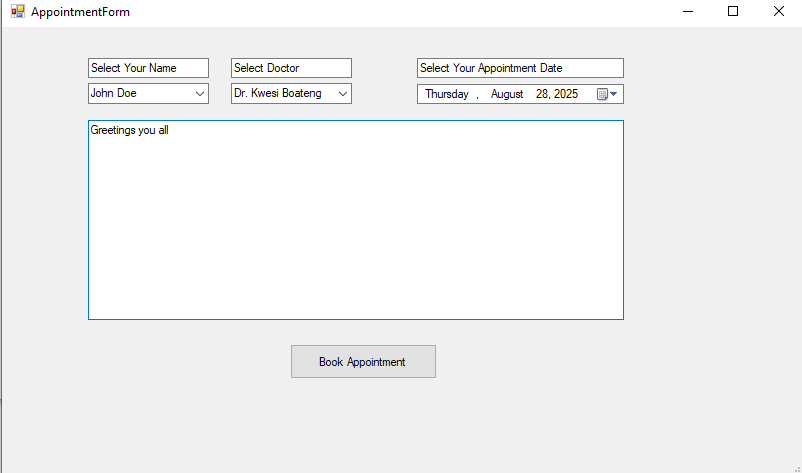 AppointmentForm
Select Your Name Select Doctor Select Your Appointment Date
John Doe Dr. Kwesi Boateng Thursday , August 28, 2025
Greetings you all
Book Appointment